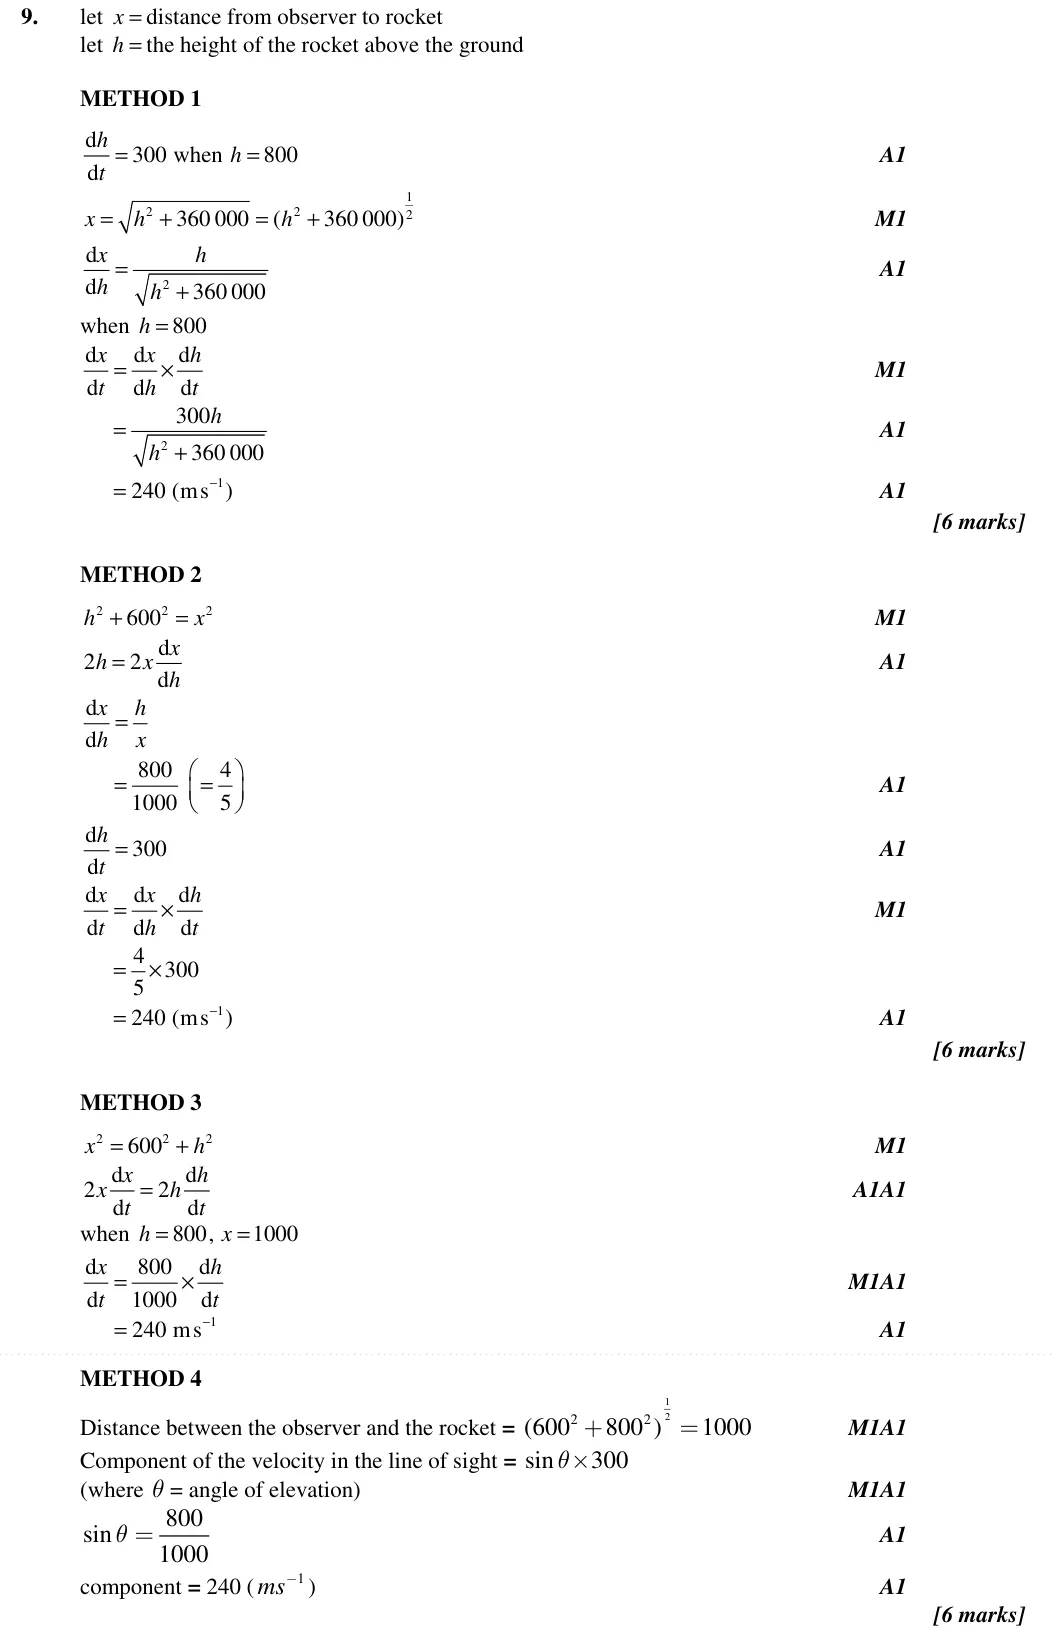 9. let x = distance from observer to rocket
let h = the height of the rocket above the ground
METHOD 1
dh/dt = 300 when h = 800 A1
x = √(h² + 360 000) = (h² + 360 000)^(1/2) M1
dx/dh = h/√(h² + 360 000) A1
when h = 800
dx/dt = dx/dh × dh/dt M1
= 300h/√(h² + 360 000) A1
= 240 (m s⁻¹) A1
[6 marks]
METHOD 2
h² + 600² = x² M1
2h = 2x dx/dh A1
dx/dh = h/x
= 800/1000 (= 4/5) A1
dh/dt = 300 A1
dx/dt = dx/dh × dh/dt M1
= 4/5 × 300
= 240 (m s⁻¹) A1
[6 marks]
METHOD 3
x² = 600² + h² M1
2x dx/dt = 2h dh/dt A1A1
when h = 800, x = 1000
dx/dt = 800/1000 × dh/dt M1A1
= 240 m s⁻¹ A1
METHOD 4
Distance between the observer and the rocket = (600² + 800²)^(1/2) = 1000 M1A1
Component of the velocity in the line of sight = sin θ × 300
(where θ = angle of elevation) M1A1
sin θ = 800/1000 A1
component = 240 (ms⁻¹) A1
[6 marks]